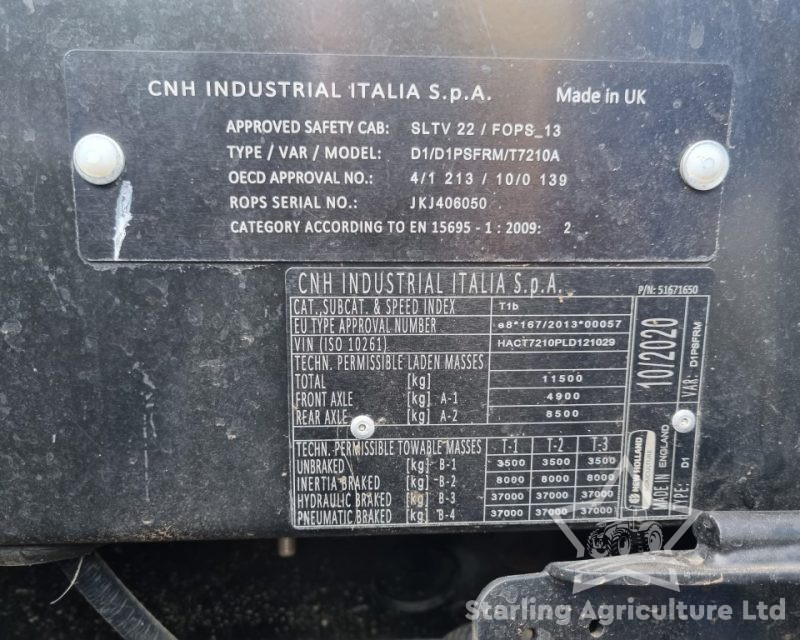 CNH INDUSTRIAL ITALIA S.p.A. Made in UK
APPROVED SAFETY CAB: SLTV 22 / FOPS_13
TYPE / VAR / MODEL: D1/D1PSFRM/T7210A
OECD APPROVAL NO.: 4/1 213 / 10/0 139
ROPS SERIAL NO.: JKJ406050
CATEGORY ACCORDING TO EN 15695 - 1 : 2009: 2
CNH INDUSTRIAL ITALIA S.p.A. P/N: 51671650
CAT.,SUBCAT. & SPEED INDEX T1b
EU TYPE APPROVAL NUMBER e8*167/2013*00057
VIN (ISO 10261) HACT7210PLD121029
TECHN. PERMISSIBLE LADEN MASSES
TOTAL [kg] 11500
FRONT AXLE [kg] A-1 4900
REAR AXLE [kg] A-2 8500
TECHN. PERMISSIBLE TOWABLE MASSES T-1 T-2 T-3
UNBRAKED [kg] B-1 3500 3500 3500
INERTIA BRAKED [kg] B-2 8000 8000 8000
HYDRAULIC BRAKED [kg] B-3 37000 37000 37000
PNEUMATIC BRAKED [kg] B-4 37000 37000 37000
10/2020
VAR: D1PSFRM
NEW HOLLAND
MADE IN ENGLAND
TYPE: D1
Starling Agriculture Ltd